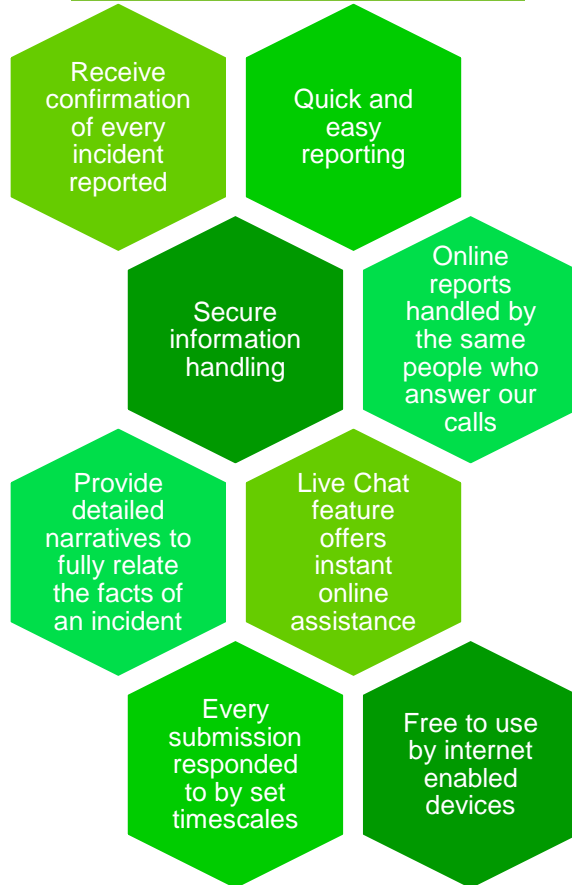 Receive
confirmation
of every
incident
reported
Quick and
easy
reporting
Secure
information
handling
Online
reports
handled by
the same
people who
answer our
calls
Provide
detailed
narratives to
fully relate
the facts of
an incident
Live Chat
feature
offers
instant
online
assistance
Every
submission
responded
to by set
timescales
Free to use
by internet
enabled
devices